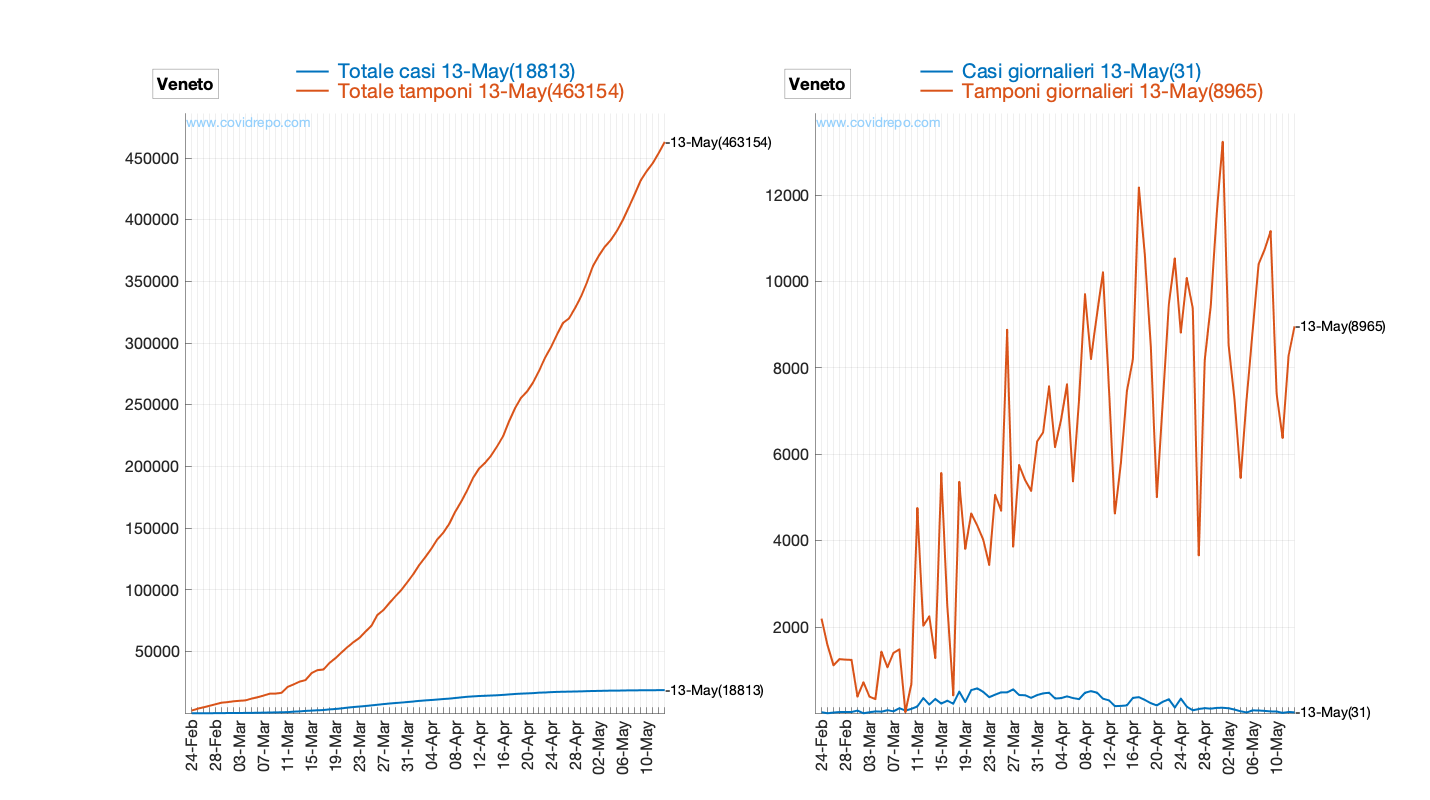 Veneto
Totale casi 13-May(18813)
Totale tamponi 13-May(463154)
www.covidrepo.com
13-May(463154)
450000
400000
350000
300000
250000
200000
150000
100000
50000
13-May(18813)
24-Feb
28-Feb
03-Mar
07-Mar
11-Mar
15-Mar
19-Mar
23-Mar
27-Mar
31-Mar
04-Apr
08-Apr
12-Apr
16-Apr
20-Apr
24-Apr
28-Apr
02-May
06-May
10-May
Veneto
Casi giornalieri 13-May(31)
Tamponi giornalieri 13-May(8965)
www.covidrepo.com
12000
10000
8000
6000
4000
2000
13-May(8965)
13-May(31)
24-Feb
28-Feb
03-Mar
07-Mar
11-Mar
15-Mar
19-Mar
23-Mar
27-Mar
31-Mar
04-Apr
08-Apr
12-Apr
16-Apr
20-Apr
24-Apr
28-Apr
02-May
06-May
10-May